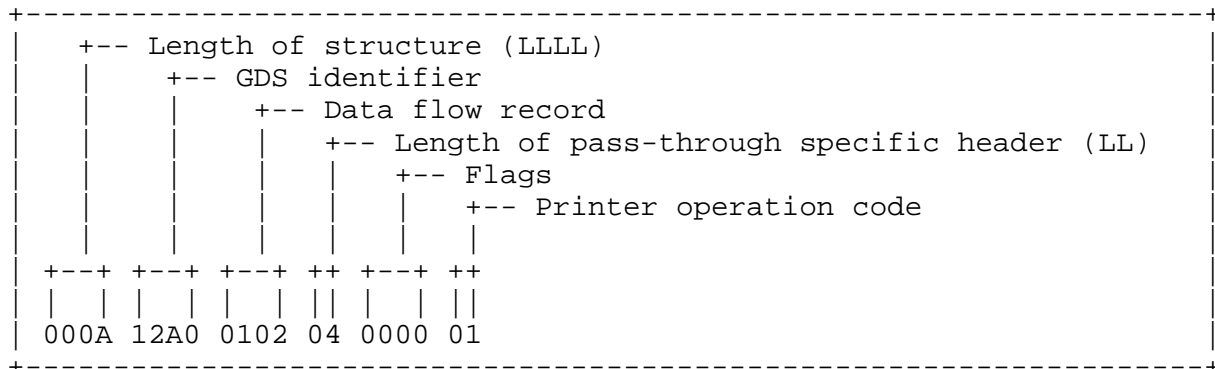 +-- Length of structure (LLLL)
+-- GDS identifier
+-- Data flow record
+-- Length of pass-through specific header (LL)
+-- Flags
+-- Printer operation code
+--+ +--+ +--+ ++ +--+ ++
000A 12A0 0102 04 0000 01